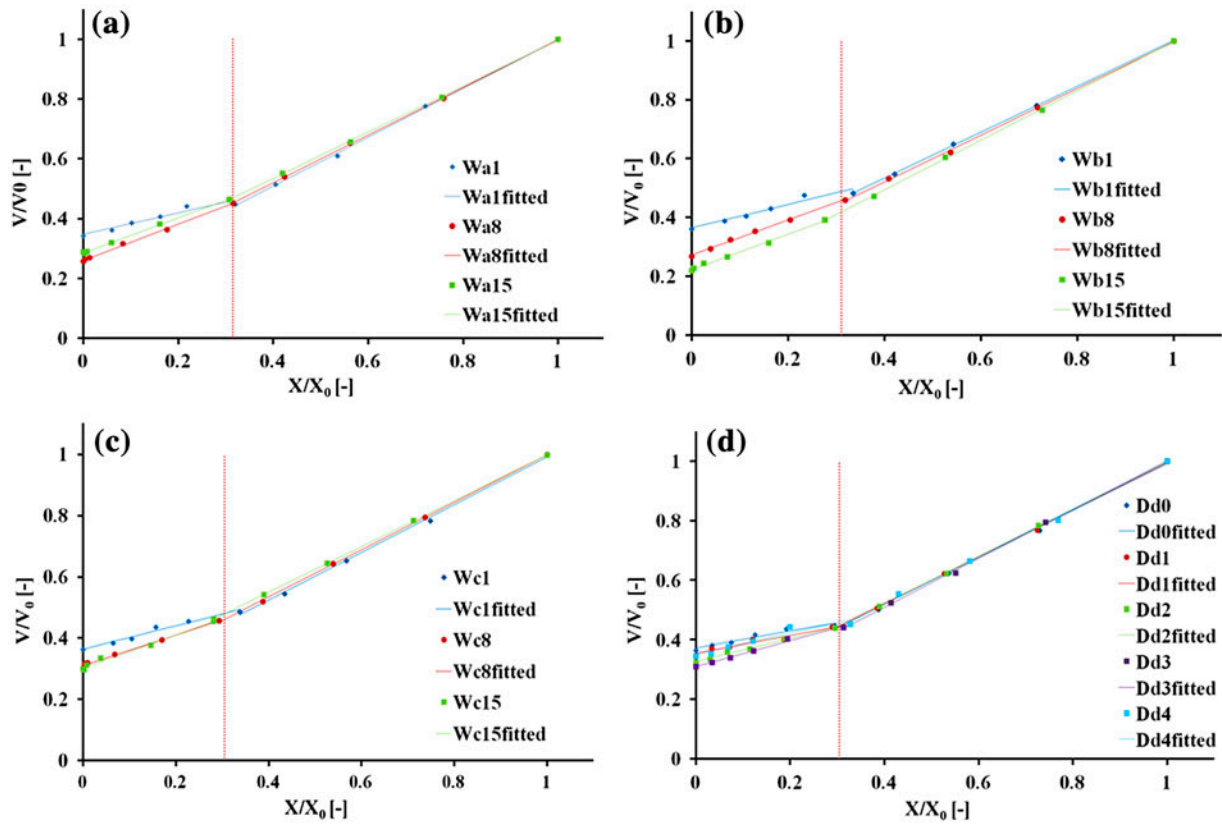 (a)
1
0.8
0.6
0.4
0.2
0
0
0.2
0.4
0.6
0.8
1
V/V0 [-]
X/X₀ [-]
Wa1
Wa1fitted
Wa8
Wa8fitted
Wa15
Wa15fitted
(b)
1
0.8
0.6
0.4
0.2
0
0
0.2
0.4
0.6
0.8
1
V/V₀ [-]
X/X₀ [-]
Wb1
Wb1fitted
Wb8
Wb8fitted
Wb15
Wb15fitted
(c)
1
0.8
0.6
0.4
0.2
0
0
0.2
0.4
0.6
0.8
1
V/V₀ [-]
X/X₀ [-]
Wc1
Wc1fitted
Wc8
Wc8fitted
Wc15
Wc15fitted
(d)
1
0.8
0.6
0.4
0.2
0
0
0.2
0.4
0.6
0.8
1
V/V₀ [-]
X/X₀ [-]
Dd0
Dd0fitted
Dd1
Dd1fitted
Dd2
Dd2fitted
Dd3
Dd3fitted
Dd4
Dd4fitted